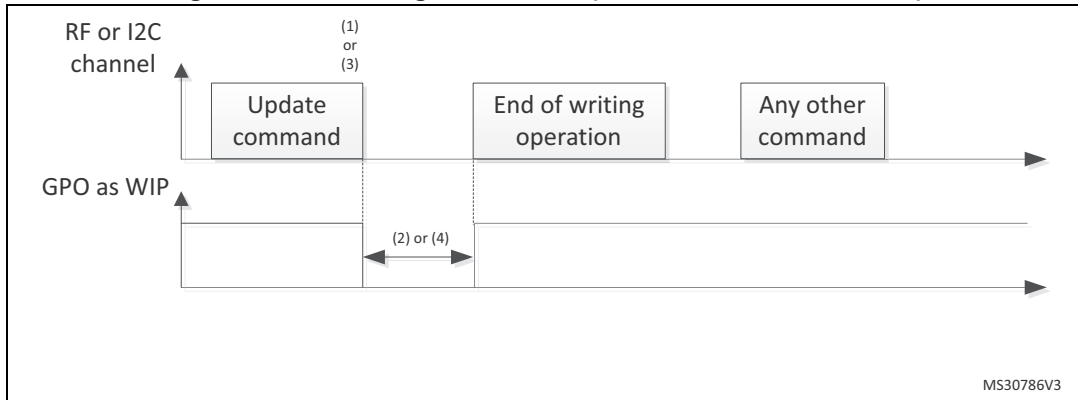 RF or I2C
channel
(1)
or
(3)
Update
command
End of writing
operation
Any other
command
GPO as WIP
(2) or (4)
MS30786V3